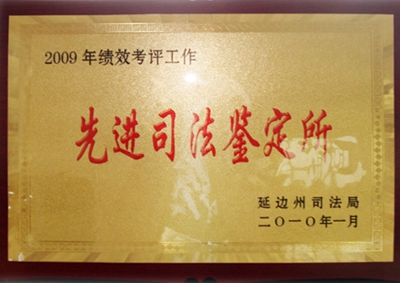 2009 年绩效考评工作
先进司法鉴定所
延边州司法局
二〇一〇年一月